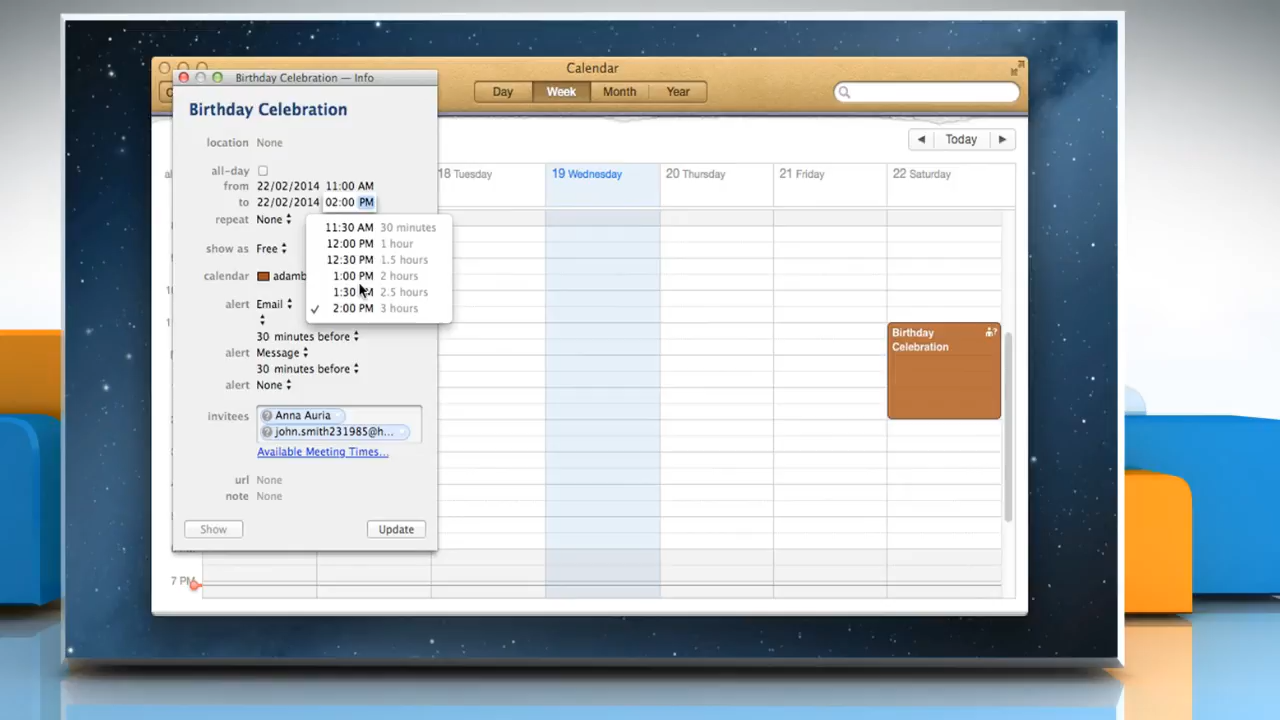 Calendar
Birthday Celebration — Info
Day Week Month Year
Birthday Celebration
Today
location None
all-day
from 22/02/2014 11:00 AM
to 22/02/2014 02:00 PM
repeat None
show as Free
calendar adamb
alert Email
30 minutes before
alert Message
30 minutes before
alert None
invitees Anna Auria
john.smith231985@h...
Available Meeting Times...
url None
note None
Show Update
11:30 AM 30 minutes
12:00 PM 1 hour
12:30 PM 1.5 hours
1:00 PM 2 hours
1:30 PM 2.5 hours
2:00 PM 3 hours
18 Tuesday 19 Wednesday 20 Thursday 21 Friday 22 Saturday
Birthday
Celebration
7 PM